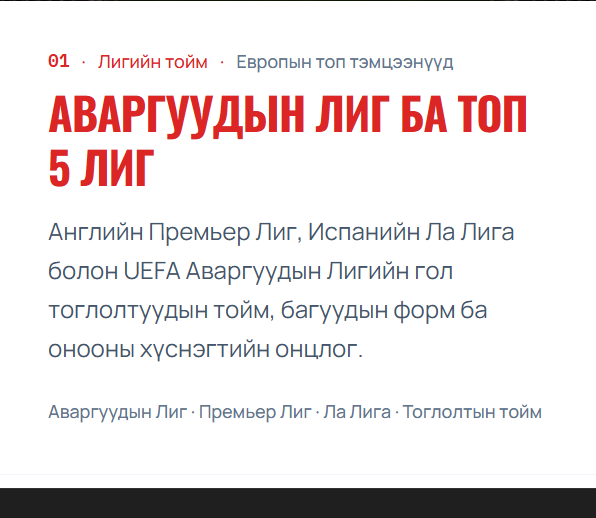 01 · Лигийн тойм · Европын топ тэмцээнүүд
АВАРГУУДЫН ЛИГ БА ТОП
5 ЛИГ
Английн Премьер Лиг, Испанийн Ла Лига
болон UEFA Аваргуудын Лигийн гол
тоглолтуудын тойм, багуудын форм ба
онооны хүснэгтийн онцлог.
Аваргуудын Лиг · Премьер Лиг · Ла Лига · Тоглолтын тойм